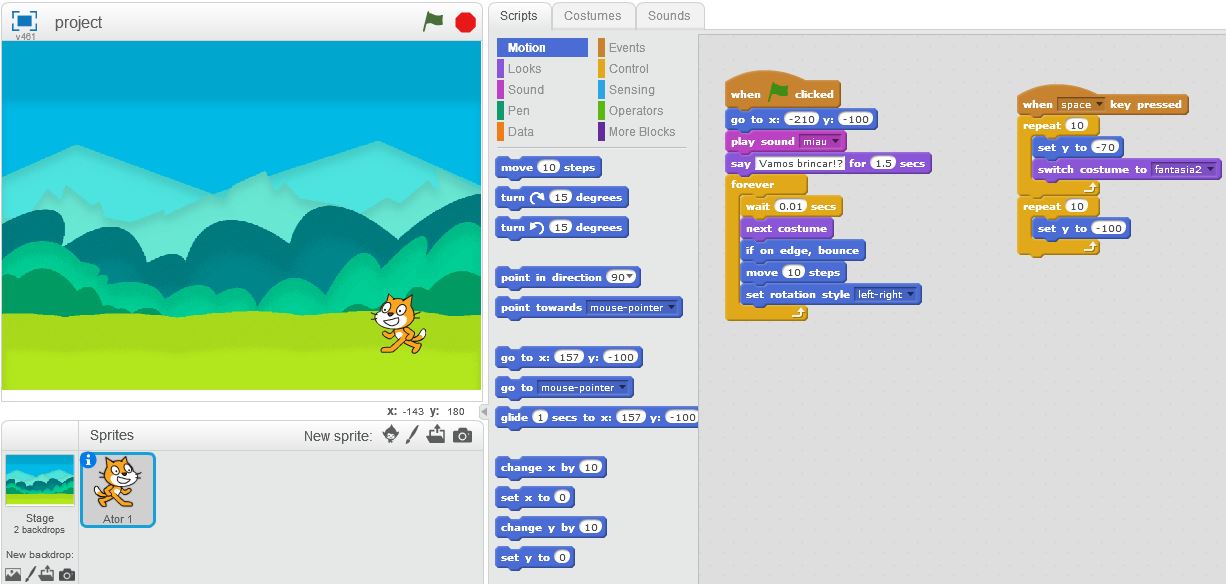 project
v461
Scripts
Costumes
Sounds
Motion
Looks
Sound
Pen
Data
Events
Control
Sensing
Operators
More Blocks
move 10 steps
turn 15 degrees
turn 15 degrees
point in direction 90
point towards mouse-pointer
go to x: 157 y: -100
go to mouse-pointer
glide 1 secs to x: 157 y: -100
change x by 10
set x to 0
change y by 10
set y to 0
when clicked
go to x: -210 y: -100
play sound miau
say Vamos brincar!? for 1.5 secs
forever
wait 0.01 secs
next costume
if on edge, bounce
move 10 steps
set rotation style left-right
when space key pressed
repeat 10
set y to -70
switch costume to fantasia2
repeat 10
set y to -100
x: -143 y: 180
Sprites
New sprite:
Stage
2 backdrops
New backdrop:
i
Ator 1